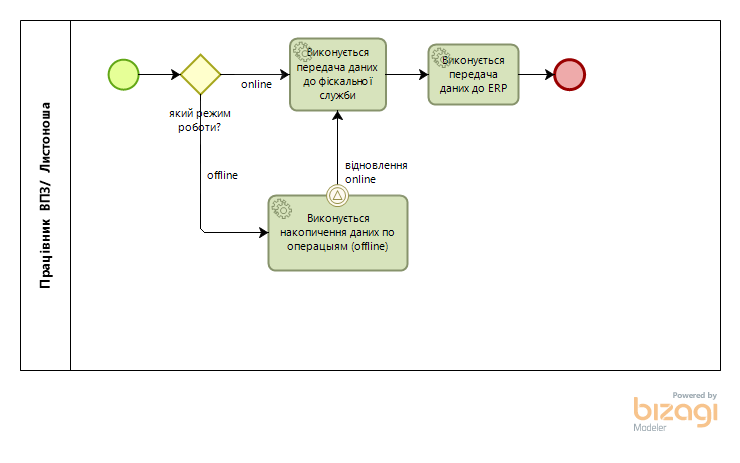 Працівник  ВПЗ/  Листоноша
який режим
роботи?
online
offline
Виконується
передача даних
до фіскальної
служби
Виконується
передача
даних до ERP
відновлення
online
Виконується
накопичення даних по
операцыям (offline)
Powered by
bizagi
Modeler